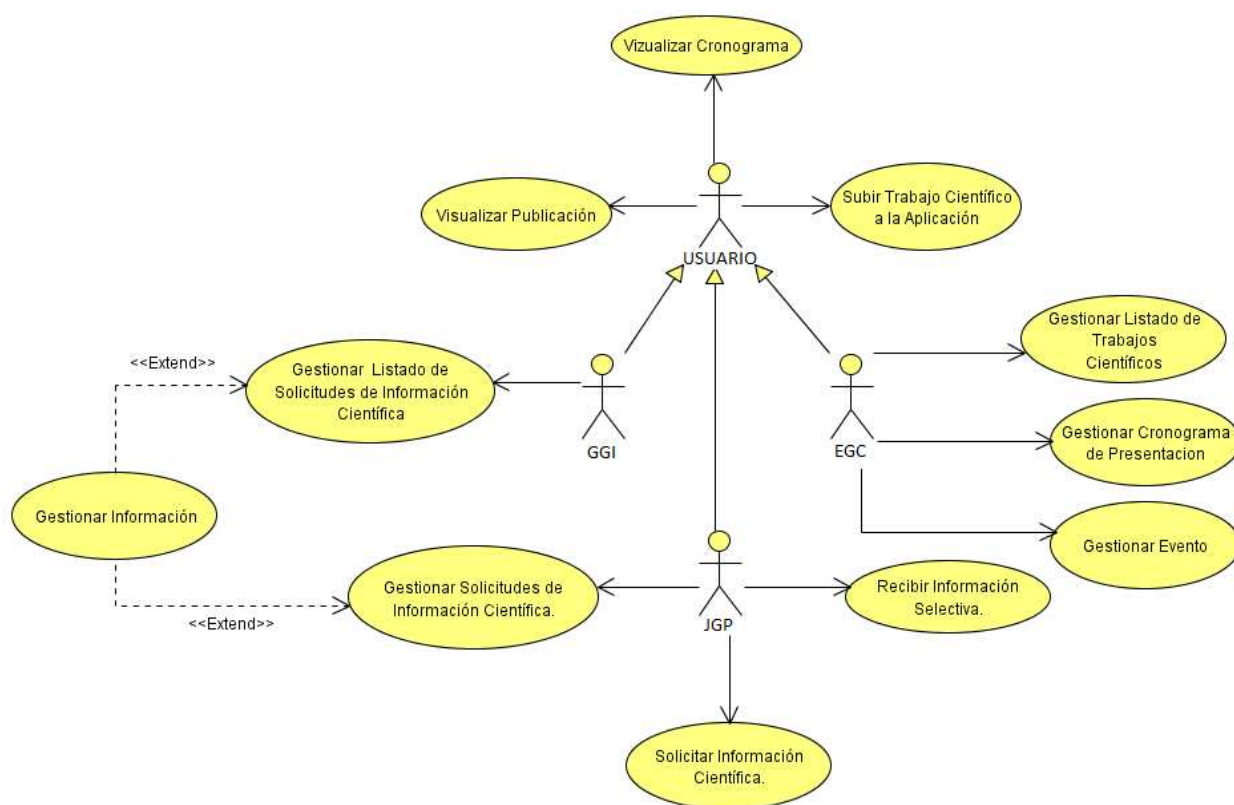 Vizualizar Cronograma
Visualizar Publicación
Subir Trabajo Científico
a la Aplicación
USUARIO
Gestionar Listado de
Trabajos
Científicos
<<Extend>>
Gestionar Listado de
Solicitudes de Información
Científica
GGI
EGC
Gestionar Cronograma
de Presentacion
Gestionar Información
Gestionar Evento
Gestionar Solicitudes de
Información Científica.
Recibir Información
Selectiva.
<<Extend>>
JGP
Solicitar Información
Científica.